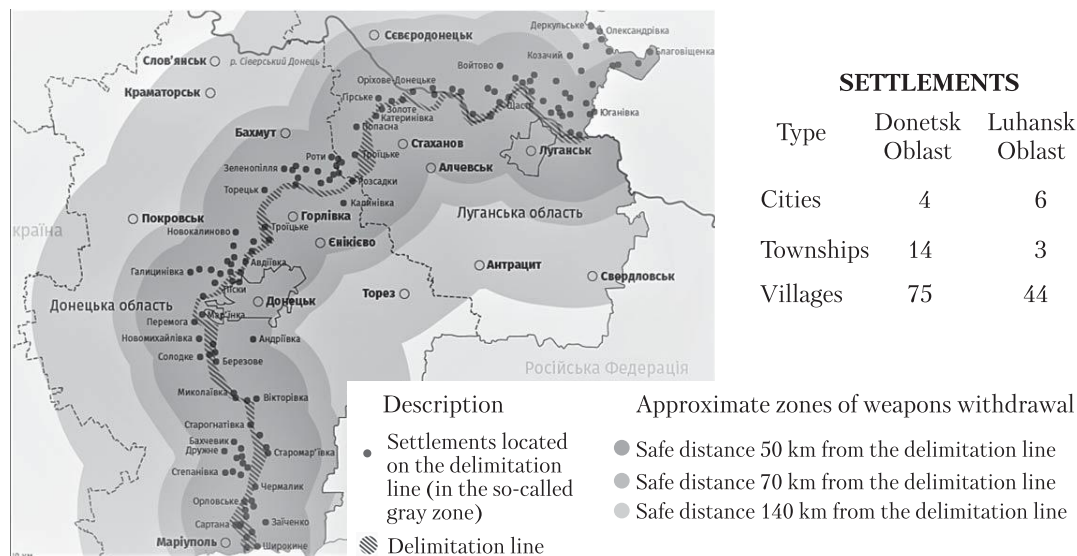 Деркульське
Олександрівка
Сєвєродонецьк
Благовіщенка
Козачий
Слов'янськ
р. Сіверський Донець
Войтово
Оріхове-Донецьке
Краматорськ
Гірське
Золоте
Щастя
Юганівка
Катеринівка
Попасна
Бахмут
Стаханов
Роти
Троїцьке
Луганськ
Зеленопілля
Алчевськ
Розсадки
Торецьк
Калинівка
Покровськ
Горлівка
Луганська область
Новокалиново
Троїцьке
країна
Єнікієво
Авдіївка
Антрацит
Галицинівка
Свердловськ
Піски
Торез
Донецька область
Донецьк
Мар'їнка
Перемога
Новомихайлівка
Андріївка
Солодке
Березове
Російська Федерація
Миколаївка
Вікторівка
Старогнатівка
Бахчевик
Дружне
Старомар'ївка
Степанівка
Чермалик
Орловське
Сартана
Заїченко
Маріуполь
Широкине
SETTLEMENTS
Type
Donetsk
Oblast
Luhansk
Oblast
Cities 4 6
Townships 14 3
Villages 75 44
Description
Settlements located
on the delimitation
line (in the so-called
gray zone)
Delimitation line
Approximate zones of weapons withdrawal
Safe distance 50 km from the delimitation line
Safe distance 70 km from the delimitation line
Safe distance 140 km from the delimitation line